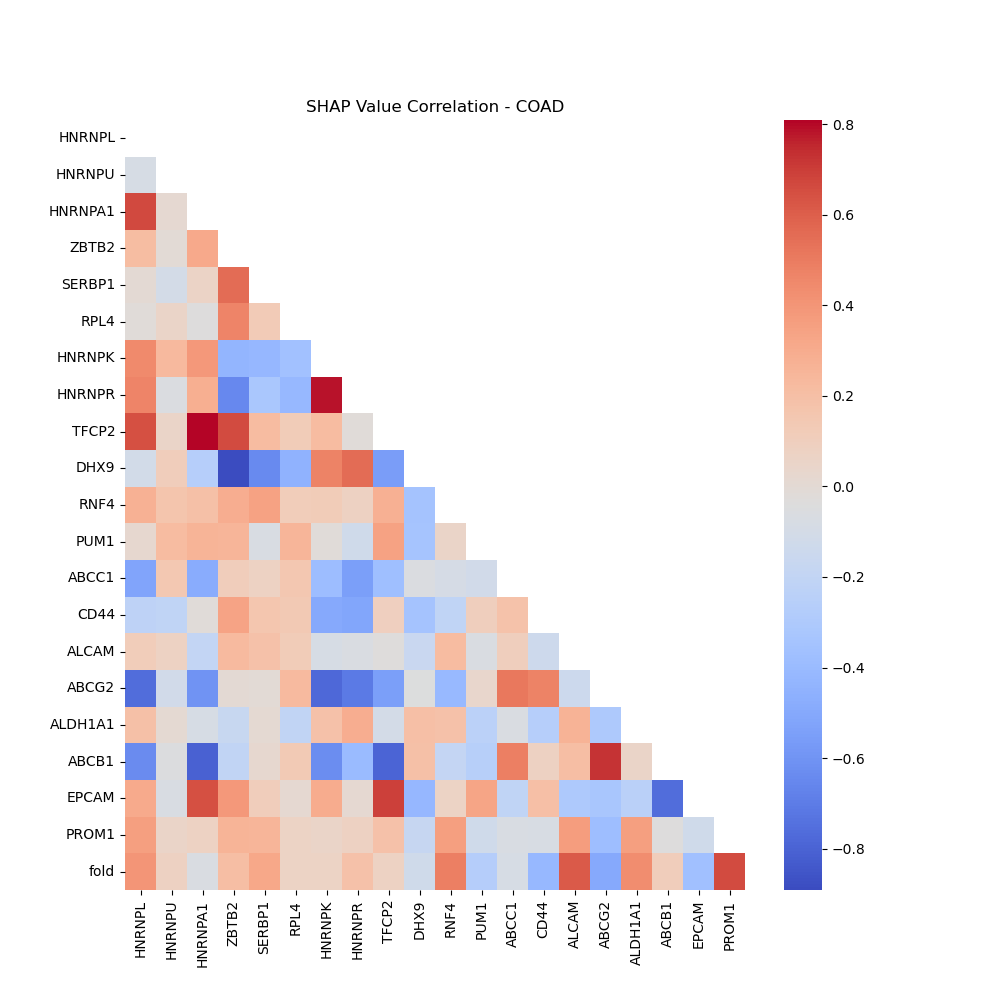 SHAP Value Correlation - COAD
HNRNPL
HNRNPU
HNRNPA1
ZBTB2
SERBP1
RPL4
HNRNPK
HNRNPR
TFCP2
DHX9
RNF4
PUM1
ABCC1
CD44
ALCAM
ABCG2
ALDH1A1
ABCB1
EPCAM
PROM1
fold
HNRNPL
HNRNPU
HNRNPA1
ZBTB2
SERBP1
RPL4
HNRNPK
HNRNPR
TFCP2
DHX9
RNF4
PUM1
ABCC1
CD44
ALCAM
ABCG2
ALDH1A1
ABCB1
EPCAM
PROM1
0.8
0.6
0.4
0.2
0.0
−0.2
−0.4
−0.6
−0.8